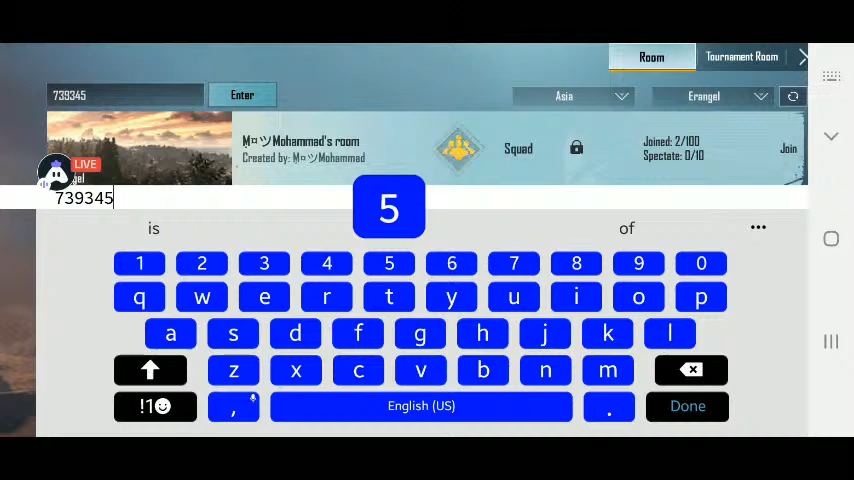 Room
Tournament Room
739345
Enter
Asia
Erangel
M¤ツMohammad's room
Created by: M¤ツMohammad
Squad
Joined: 2/100
Spectate: 0/10
Join
LIVE
gel
739345
is
5
of
•••
1 2 3 4 5 6 7 8 9 0
q w e r t y u i o p
a s d f g h j k l
z x c v b n m
!1☺ , English (US) . Done